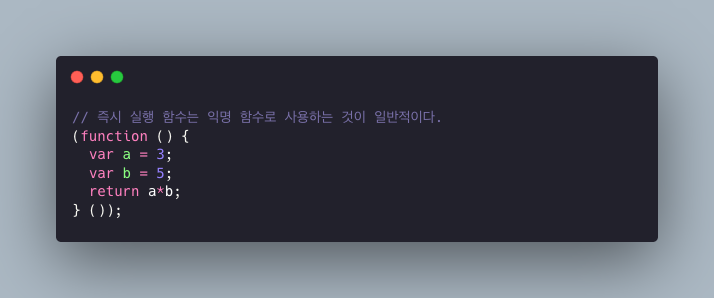 // 즉시 실행 함수는 익명 함수로 사용하는 것이 일반적이다.
(function () {
  var a = 3;
  var b = 5;
  return a*b;
} ());